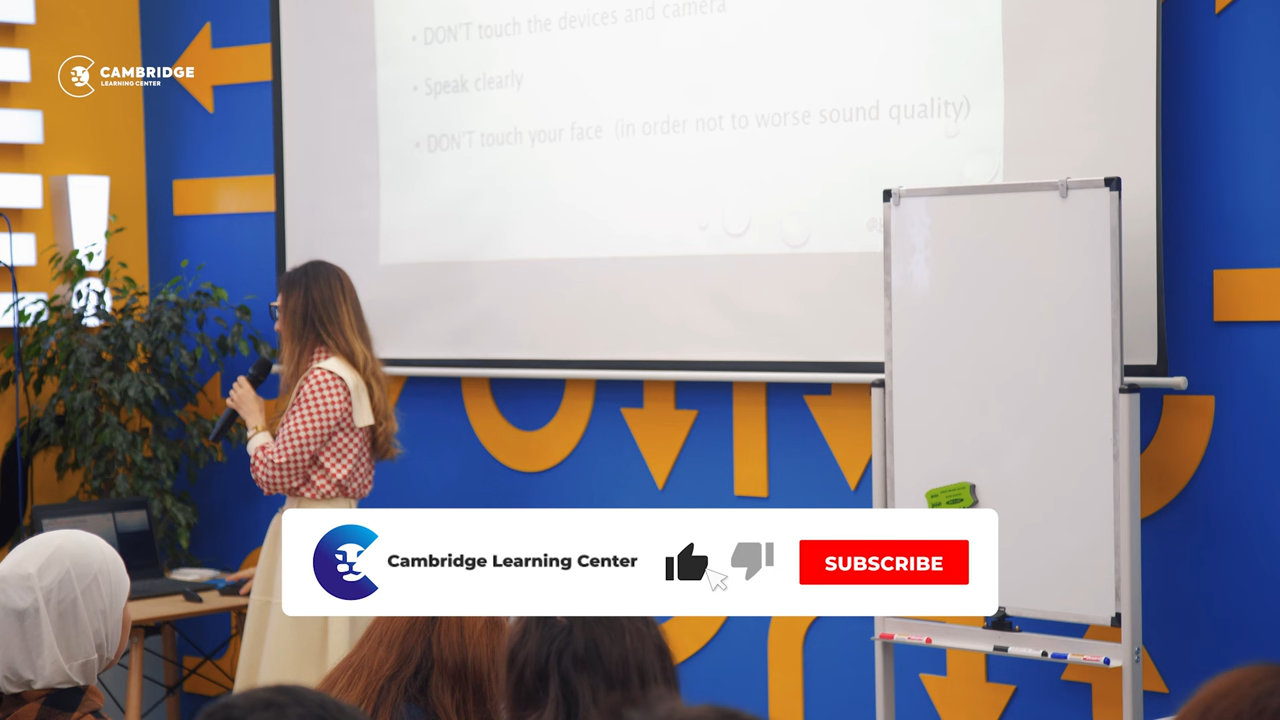 CAMBRIDGE
LEARNING CENTER
• DON'T touch the devices and camera
• Speak clearly
• DON'T touch your face (in order not to worse sound quality)
Cambridge Learning Center
SUBSCRIBE